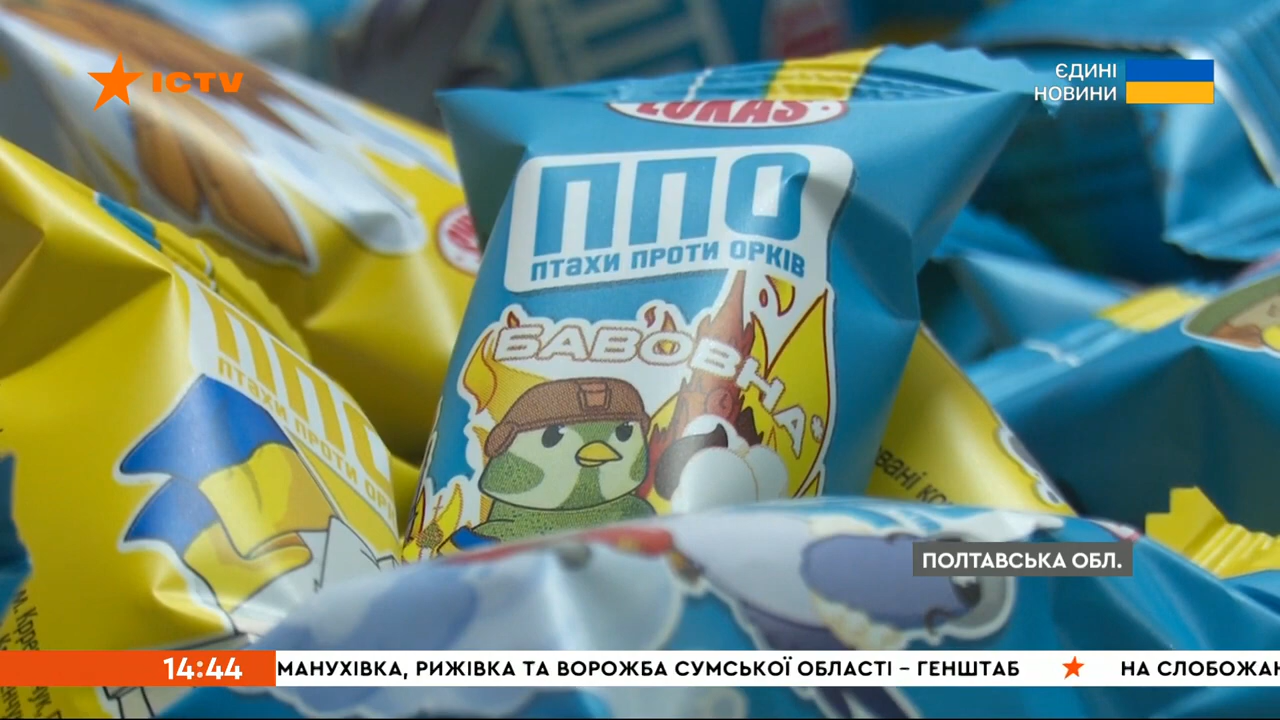 ICTV
ЄДИНІ
НОВИНИ
LUKAS
ППО
ПТАХИ ПРОТИ ОРКІВ
БАВОВНА*
ППО
ПТАХИ ПРОТИ ОРКІВ
ПОЛТАВСЬКА ОБЛ.
14:44
МАНУХІВКА, РИЖІВКА ТА ВОРОЖБА СУМСЬКОЇ ОБЛАСТІ – ГЕНШТАБ
НА СЛОБОЖАН